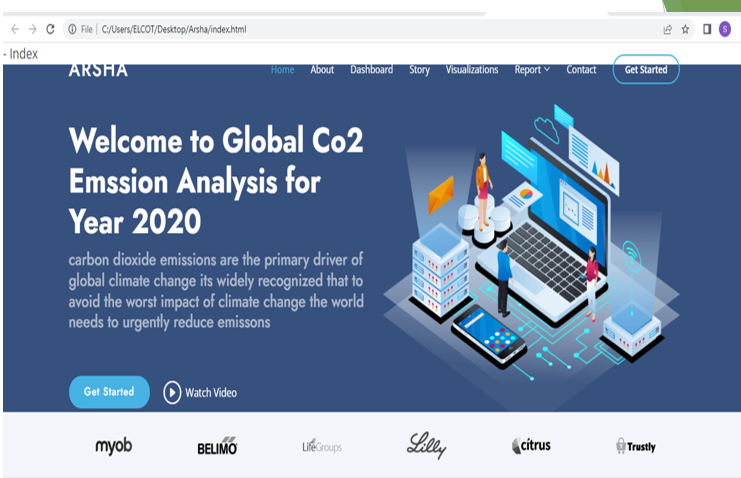 File C:/Users/ELCOT/Desktop/Arsha/index.html
S
- Index
ARSHA Home About Dashboard Story Visualizations Report Contact Get Started
Welcome to Global Co2
Emssion Analysis for
Year 2020
carbon dioxide emissions are the primary driver of
global climate change its widely recognized that to
avoid the worst impact of climate change the world
needs to urgently reduce emissons
Get Started Watch Video
myob BELIMO LifeGroups Lilly citrus Trustly